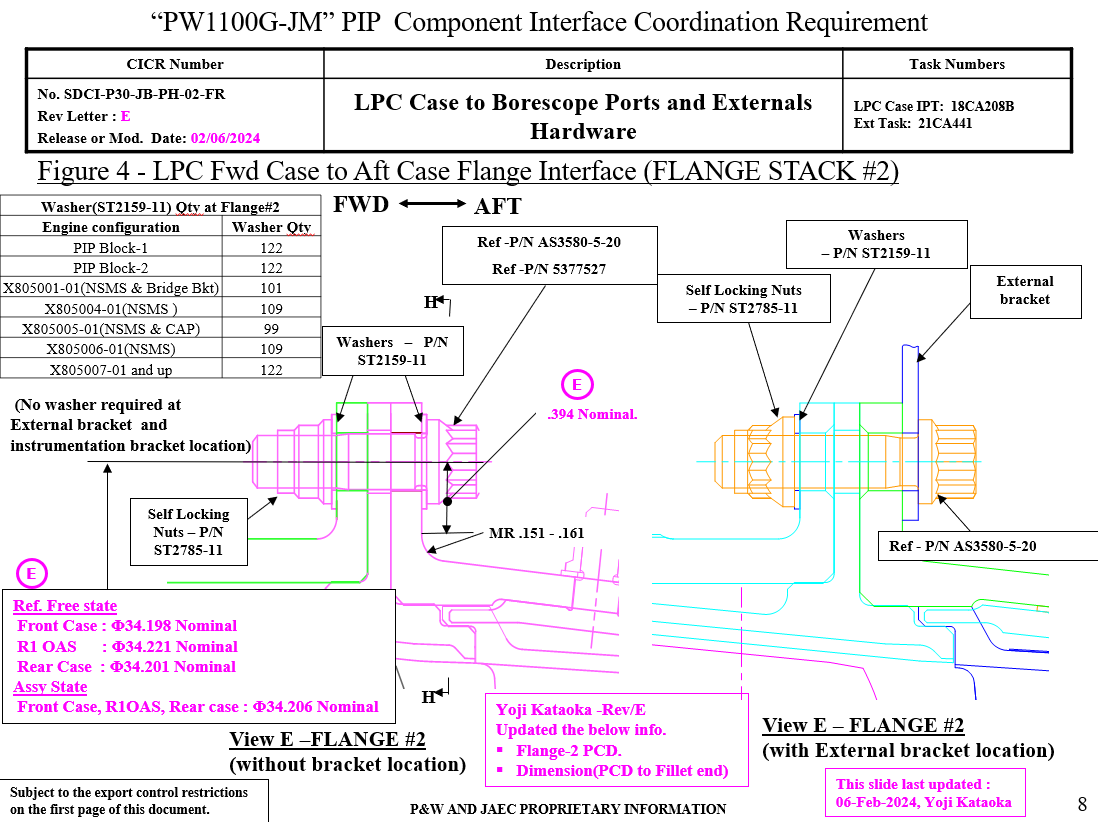 “PW1100G-JM” PIP Component Interface Coordination Requirement
CICR Number
Description
Task Numbers
No. SDCI-P30-JB-PH-02-FR
Rev Letter : E
Release or Mod. Date: 02/06/2024
LPC Case to Borescope Ports and Externals
Hardware
LPC Case IPT: 18CA208B
Ext Task: 21CA441
Figure 4 - LPC Fwd Case to Aft Case Flange Interface (FLANGE STACK #2)
Washer(ST2159-11) Qty at Flange#2
Engine configuration Washer Qty
PIP Block-1 122
PIP Block-2 122
X805001-01(NSMS & Bridge Bkt) 101
X805004-01(NSMS ) 109
X805005-01(NSMS & CAP) 99
X805006-01(NSMS) 109
X805007-01 and up 122
(No washer required at
External bracket and
instrumentation bracket location)
FWD AFT
Ref -P/N AS3580-5-20
Ref -P/N 5377527
H
Washers – P/N
ST2159-11
E
.394 Nominal.
Self Locking
Nuts – P/N
ST2785-11
MR .151 - .161
Washers
– P/N ST2159-11
Self Locking Nuts
– P/N ST2785-11
External
bracket
Ref - P/N AS3580-5-20
E
Ref. Free state
Front Case : Φ34.198 Nominal
R1 OAS : Φ34.221 Nominal
Rear Case : Φ34.201 Nominal
Assy State
Front Case, R1OAS, Rear case : Φ34.206 Nominal
H
View E –FLANGE #2
(without bracket location)
Yoji Kataoka -Rev/E
Updated the below info.
▪ Flange-2 PCD.
▪ Dimension(PCD to Fillet end)
View E – FLANGE #2
(with External bracket location)
This slide last updated :
06-Feb-2024, Yoji Kataoka
Subject to the export control restrictions
on the first page of this document.
P&W AND JAEC PROPRIETARY INFORMATION
8